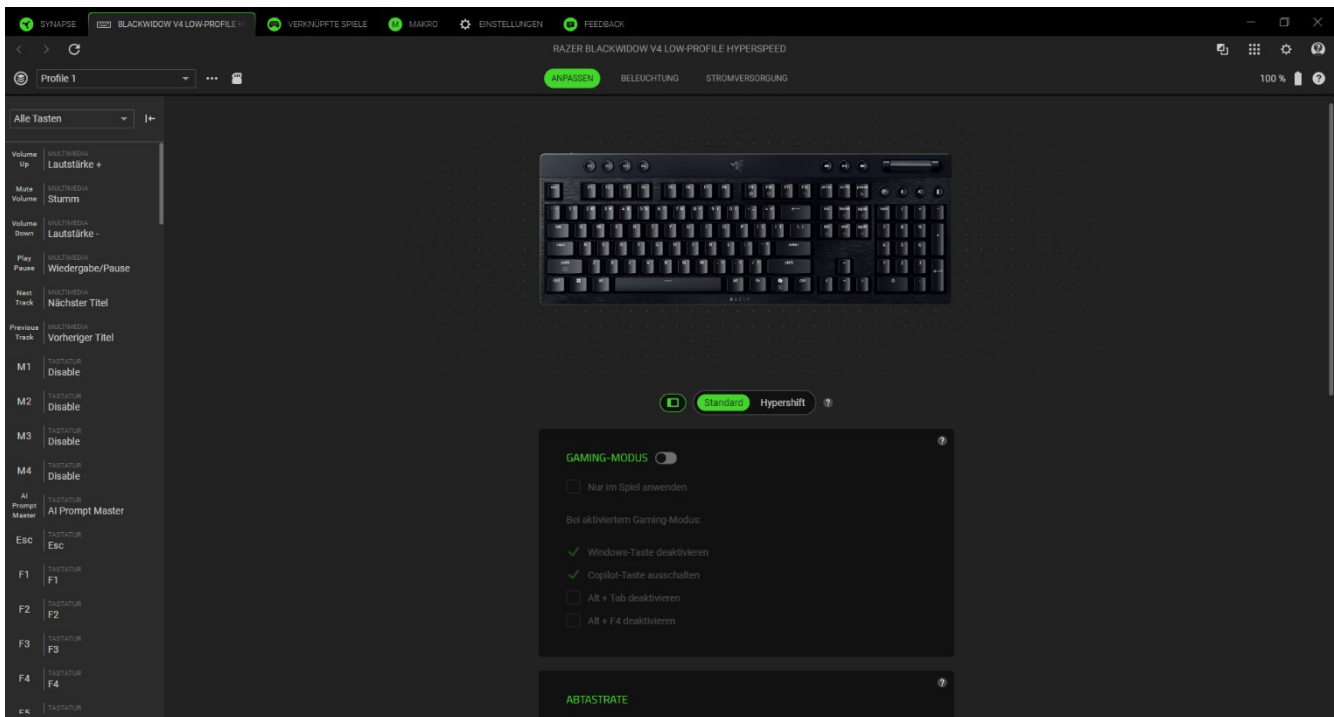 SYNAPSE
BLACKWIDOW V4 LOW-PROFILE H
VERKNÜPFTE SPIELE
M MAKRO
EINSTELLUNGEN
FEEDBACK
RAZER BLACKWIDOW V4 LOW-PROFILE HYPERSPEED
Profile 1
ANPASSEN
BELEUCHTUNG
STROMVERSORGUNG
100 %
Alle Tasten
Volume Up
MULTIMEDIA
Lautstärke +
Mute Volume
MULTIMEDIA
Stumm
Volume Down
MULTIMEDIA
Lautstärke -
Play Pause
MULTIMEDIA
Wiedergabe/Pause
Next Track
MULTIMEDIA
Nächster Titel
Previous Track
MULTIMEDIA
Vorheriger Titel
M1
TASTATUR
Disable
M2
TASTATUR
Disable
M3
TASTATUR
Disable
M4
TASTATUR
Disable
AI Prompt Master
TASTATUR
AI Prompt Master
Esc
TASTATUR
Esc
F1
TASTATUR
F1
F2
TASTATUR
F2
F3
TASTATUR
F3
F4
TASTATUR
F4
F5
TASTATUR
Standard
Hypershift
GAMING-MODUS
Nur im Spiel anwenden
Bei aktiviertem Gaming-Modus:
Windows-Taste deaktivieren
Copilot-Taste ausschalten
Alt + Tab deaktivieren
Alt + F4 deaktivieren
ABTASTRATE